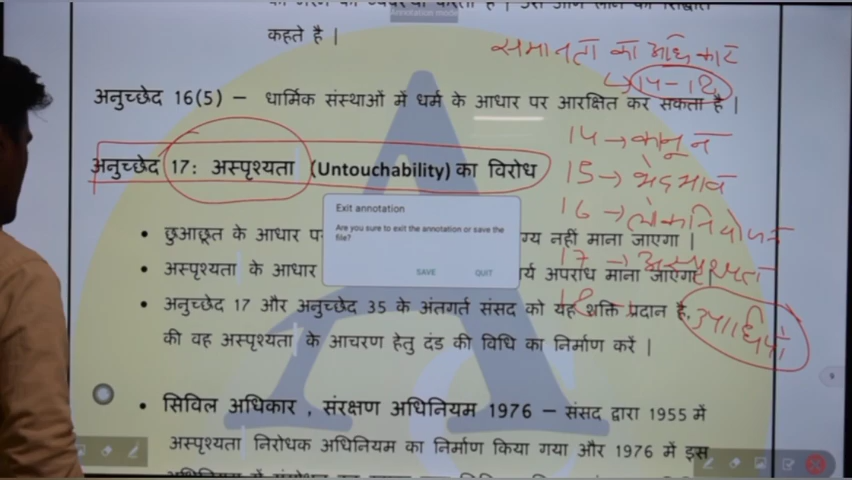 Annotation mode
कहते है |
समानता का अधिकार
↳ 14-18
अनुच्छेद 16(5) – धार्मिक संस्थाओं में धर्म के आधार पर आरक्षित कर सकता है |
14 → कानून
अनुच्छेद 17: अस्पृश्यता (Untouchability) का विरोध
15 → भेदभाव
16 → लोकनियोजन
Exit annotation
Are you sure to exit the annotation or save the file?
SAVE QUIT
• छुआछूत के आधार प ग्य नहीं माना जाएगा |
17 → अस्पृश्यता
• अस्पृश्यता के आधार र्य अपराध माना जाएगा |
18 → उपाधियों
• अनुच्छेद 17 और अनुच्छेद 35 के अंतगर्त संसद को यह शक्ति प्रदान है,
की वह अस्पृश्यता के आचरण हेतु दंड की विधि का निर्माण करें |
• सिविल अधिकार , संरक्षण अधिनियम 1976 – संसद द्वारा 1955 में
अस्पृश्यता निरोधक अधिनियम का निर्माण किया गया और 1976 में इस